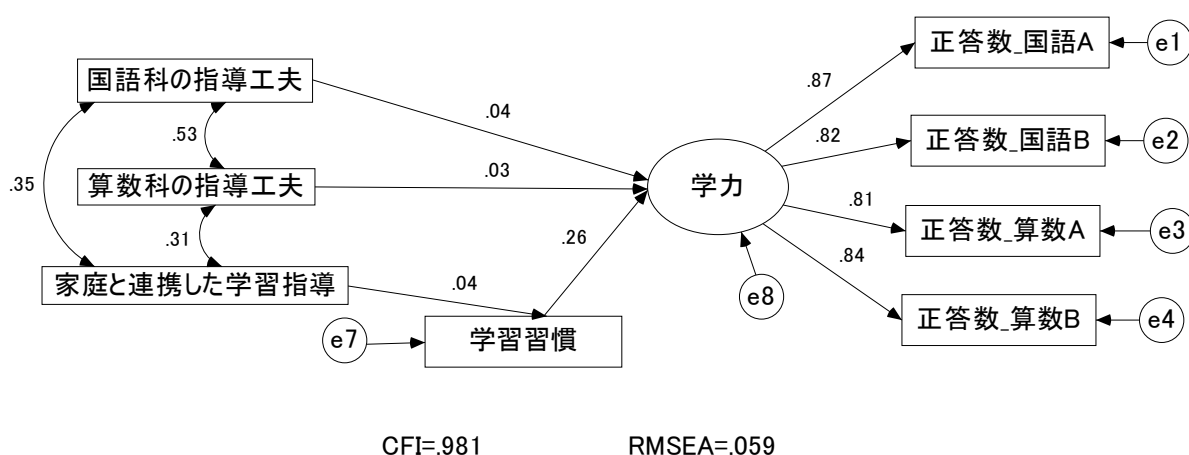 正答数_国語A
e1
.87
国語科の指導工夫
.04
.53
.82
正答数_国語B
e2
.35
算数科の指導工夫
.03
学力
.81
正答数_算数A
e3
.31
.26
.84
家庭と連携した学習指導
.04
e8
正答数_算数B
e4
e7
学習習慣
CFI=.981
RMSEA=.059